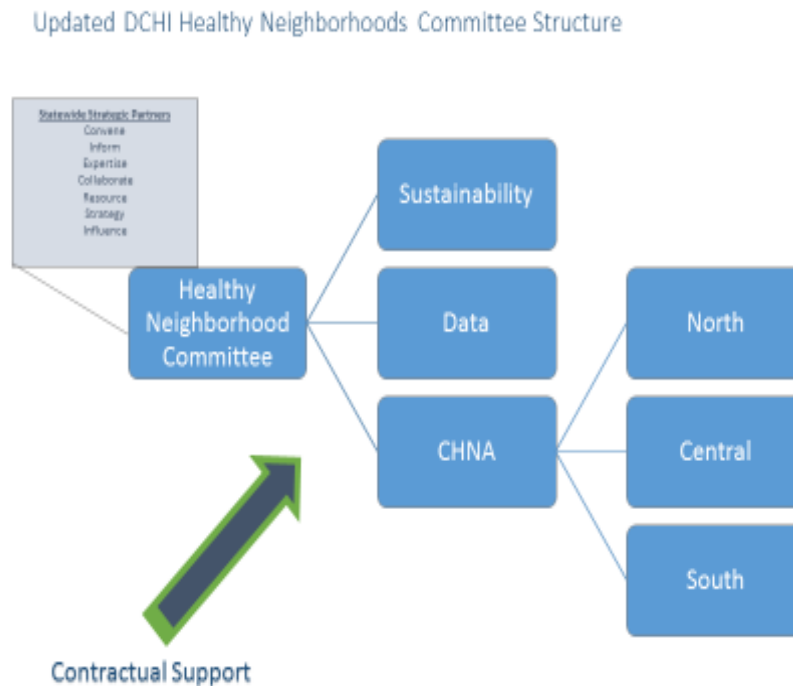 Updated DCHI Healthy Neighborhoods Committee Structure
Statewide Strategic Partners
Convene
Inform
Expertise
Collaborate
Resource
Strategy
Influence
Healthy
Neighborhood
Committee
Sustainability
Data
CHNA
North
Central
South
Contractual Support